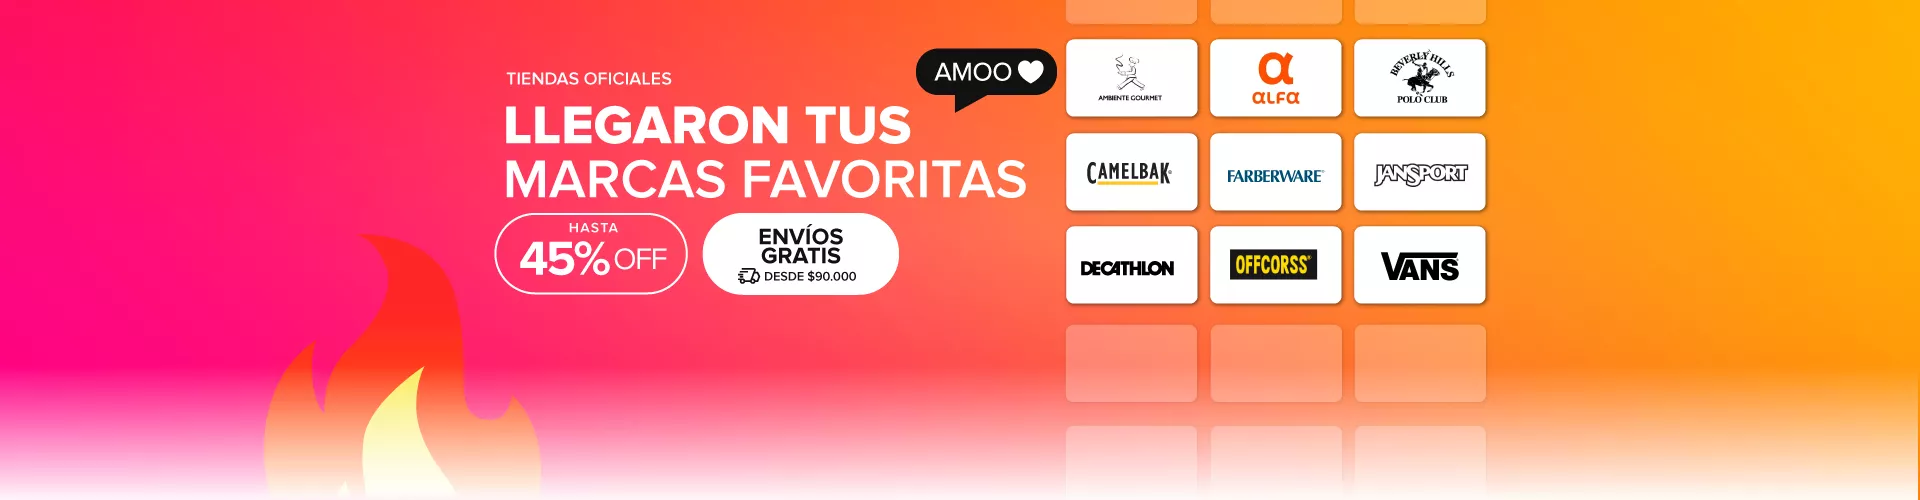 TIENDAS OFICIALES
LLEGARON TUS
MARCAS FAVORITAS
AMOO
HASTA
45% OFF
ENVÍOS
GRATIS
DESDE $90.000
AMBIENTE GOURMET
alfa
BEVERLY HILLS
POLO CLUB
CAMELBAK®
FARBERWARE®
JANSPORT
DECATHLON
OFFCORSS®
VANS